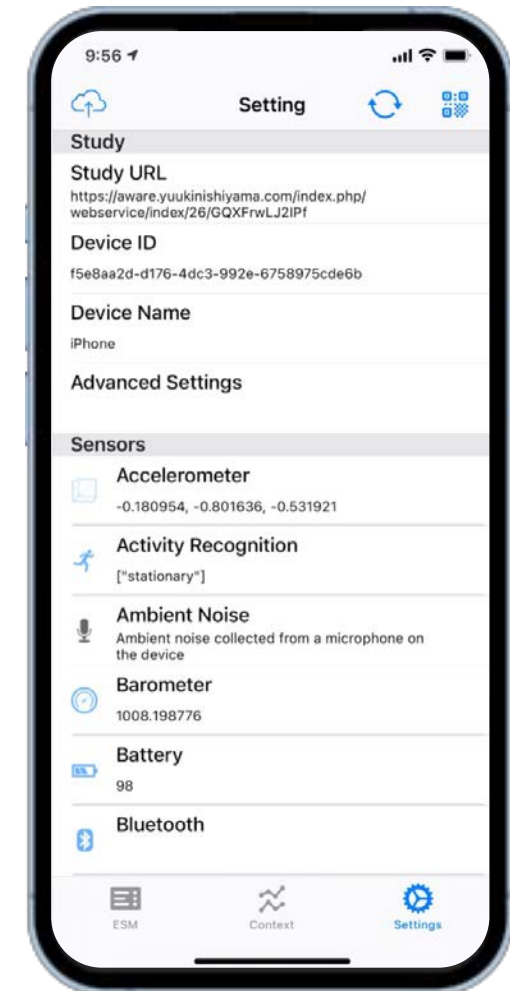 9:56
Setting
Study
Study URL
https://aware.yuukinishiyama.com/index.php/
webservice/index/26/GQXFrwLJ2IPf
Device ID
f5e8aa2d-d176-4dc3-992e-6758975cde6b
Device Name
iPhone
Advanced Settings
Sensors
Accelerometer
-0.180954, -0.801636, -0.531921
Activity Recognition
["stationary"]
Ambient Noise
Ambient noise collected from a microphone on
the device
Barometer
1008.198776
Battery
98
Bluetooth
ESM
Context
Settings